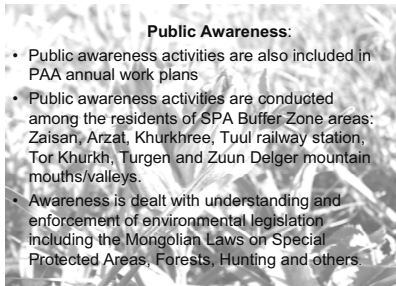 Public Awareness:
• Public awareness activities are also included in
PAA annual work plans
• Public awareness activities are conducted
among the residents of SPA Buffer Zone areas:
Zaisan, Arzat, Khurkhree, Tuul railway station,
Tor Khurkh, Turgen and Zuun Delger mountain
mouths/valleys.
• Awareness is dealt with understanding and
enforcement of environmental legislation
including the Mongolian Laws on Special
Protected Areas, Forests, Hunting and others.